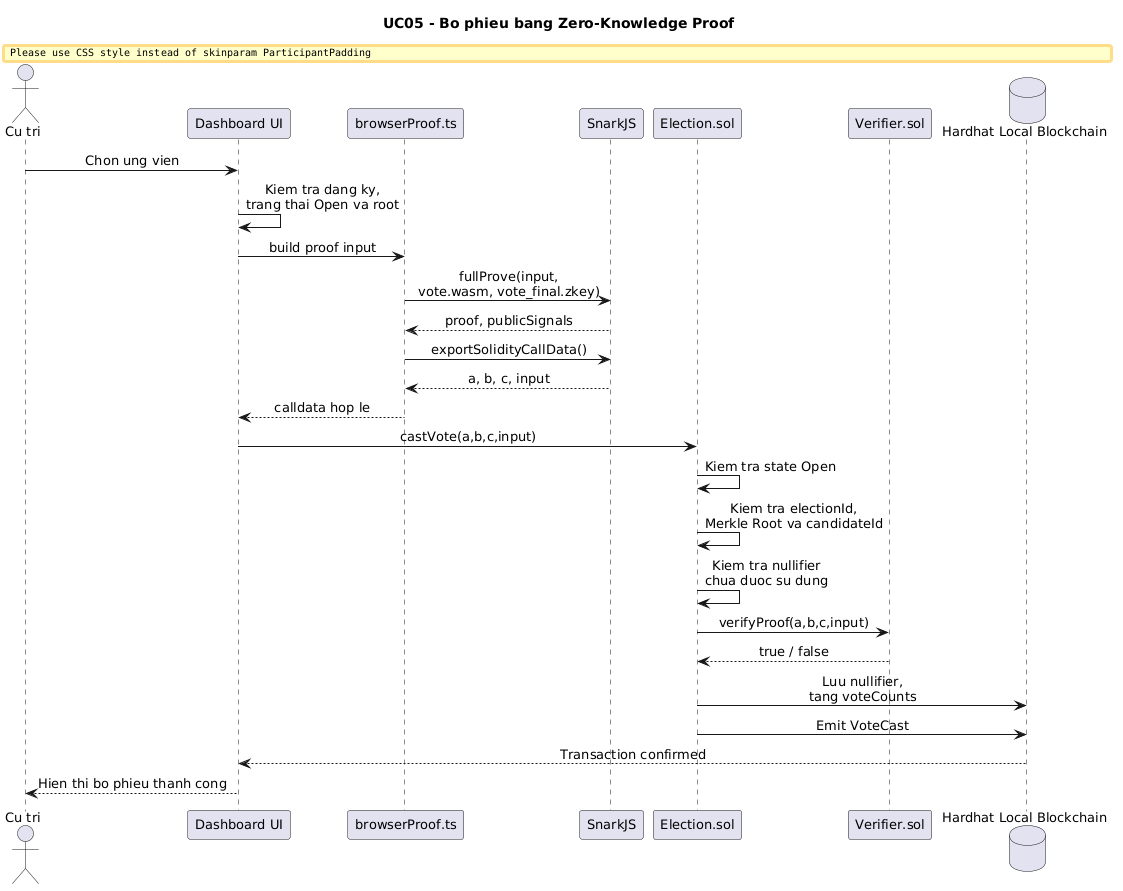 UC05 - Bo phieu bang Zero-Knowledge Proof
Please use CSS style instead of skinparam ParticipantPadding
Cu tri
Dashboard UI
browserProof.ts
SnarkJS
Election.sol
Verifier.sol
Hardhat Local Blockchain
Chon ung vien
Kiem tra dang ky,
trang thai Open va root
build proof input
fullProve(input,
vote.wasm, vote_final.zkey)
proof, publicSignals
exportSolidityCallData()
a, b, c, input
calldata hop le
castVote(a,b,c,input)
Kiem tra state Open
Kiem tra electionId,
Merkle Root va candidateId
Kiem tra nullifier
chua duoc su dung
verifyProof(a,b,c,input)
true / false
Luu nullifier,
tang voteCounts
Emit VoteCast
Transaction confirmed
Hien thi bo phieu thanh cong
Cu tri
Dashboard UI
browserProof.ts
SnarkJS
Election.sol
Verifier.sol
Hardhat Local Blockchain